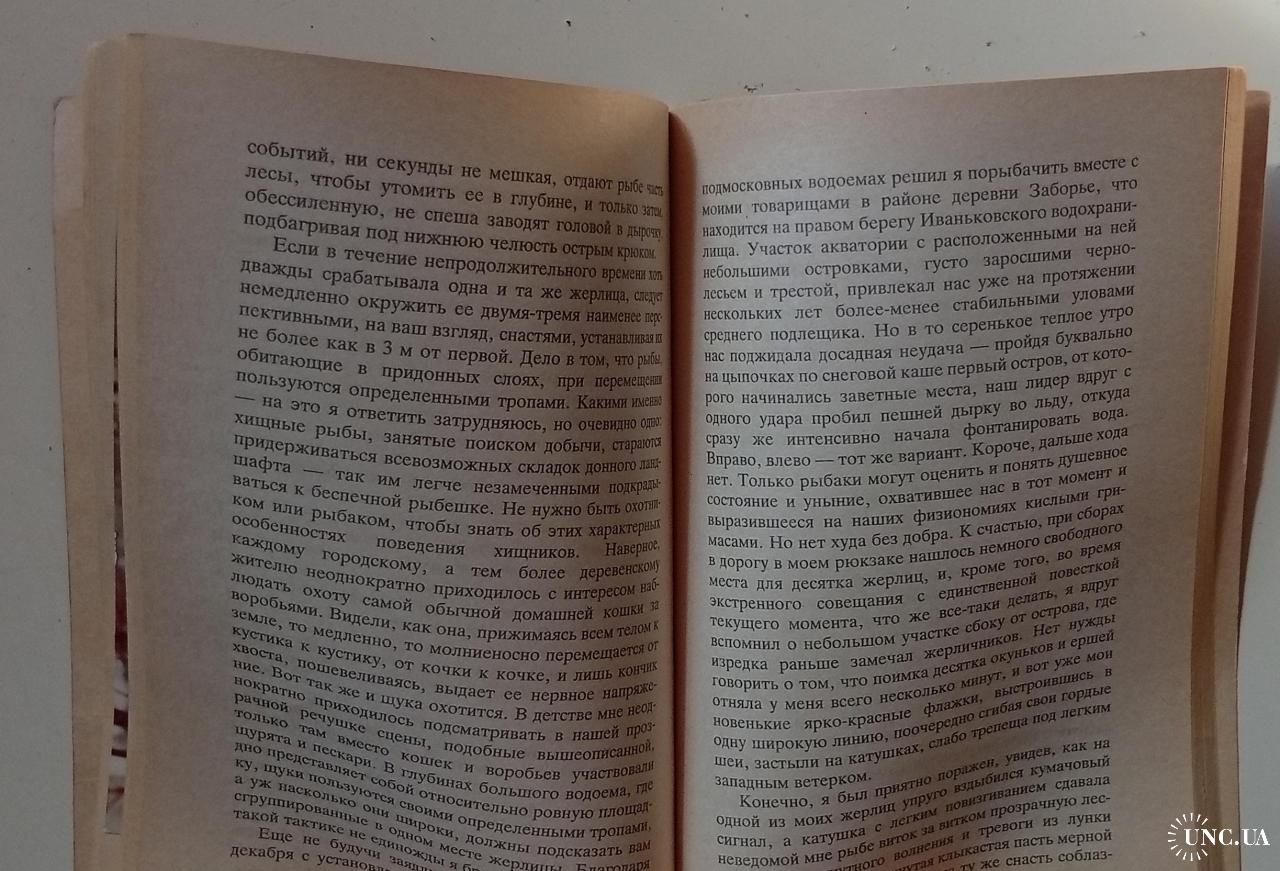 событий, ни секунды не мешкая, отдают рыбе часть
лесы, чтобы утомить ее в глубине, и только затем,
обессиленную, не спеша заводят головой в дырочку,
подбагривая под нижнюю челюсть острым крюком.
Если в течение непродолжительного времени хоть
дважды срабатывала одна и та же жерлица, следует
немедленно окружить ее двумя-тремя наименее перс-
пективными, на ваш взгляд, снастями, устанавливая их
не более как в 3 м от первой. Дело в том, что рыбы,
обитающие в придонных слоях, при перемещении
пользуются определенными тропами. Какими именно
— на это я ответить затрудняюсь, но очевидно одно:
хищные рыбы, занятые поиском добычи, стараются
придерживаться всевозможных складок донного ланд-
шафта — так им легче незамеченными подкрады-
ваться к беспечной рыбешке. Не нужно быть охотни-
ком или рыбаком, чтобы знать об этих характерных
особенностях поведения хищников. Наверное,
каждому городскому, а тем более деревенскому
жителю неоднократно приходилось с интересом наб-
людать охоту самой обычной домашней кошки за
воробьями. Видели, как она, прижимаясь всем телом к
земле, то медленно, то молниеносно перемещается от
кустика к кустику, от кочки к кочке, и лишь кончик
хвоста, пошевеливаясь, выдает ее нервное напряже-
ние. Вот так же и щука охотится. В детстве мне неод-
нократно приходилось подсматривать в нашей проз-
рачной речушке сцены, подобные вышеописанной,
только там вместо кошек и воробьев участвовали
щурята и пескари. В глубинах большого водоема, где
дно представляет собой относительно ровную площад-
ку, щуки пользуются своими определенными тропами,
а уж насколько они широки, должны подсказать вам
сгруппированные в одном месте жерлицы. Благодаря
такой тактике не единожды я
Еще не будучи
декабря с
подмосковных водоемах решил я порыбачить вместе с
моими товарищами в районе деревни Заборье, что
находится на правом берегу Иваньковского водохрани-
лища. Участок акватории с расположенными на ней
небольшими островками, густо заросшими черно-
лесьем и трестой, привлекал нас уже на протяжении
нескольких лет более-менее стабильными уловами
среднего подлещика. Но в то серенькое теплое утро
нас поджидала досадная неудача — пройдя буквально
на цыпочках по снеговой каше первый остров, от кото-
рого начинались заветные места, наш лидер вдруг с
одного удара пробил пешней дырку во льду, откуда
сразу же интенсивно начала фонтанировать вода.
Вправо, влево — тот же вариант. Короче, дальше хода
нет. Только рыбаки могут оценить и понять душевное
состояние и уныние, охватившее нас в тот момент и
выразившееся на наших физиономиях кислыми гри-
масами. Но нет худа без добра. К счастью, при сборах
в дорогу в моем рюкзаке нашлось немного свободного
места для десятка жерлиц, и, кроме того, во время
экстренного совещания с единственной повесткой
текущего момента, что же все-таки делать, я вдруг
вспомнил о небольшом участке сбоку от острова, где
изредка раньше замечал жерличников. Нет нужды
говорить о том, что поимка десятка окуньков и ершей
отняла у меня всего несколько минут, и вот уже мои
новенькие ярко-красные флажки, выстроившись в
одну широкую линию, поочередно сгибая свои гордые
шеи, застыли на катушках, слабо трепеща под легким
западным ветерком.
Конечно, я был приятно поражен, увидев, как на
одной из моих жерлиц упруго вздыбился кумачовый
сигнал, а катушка с легким повизгиванием сдавала
неведомой мне рыбе виток за витком прозрачную лес-
волнения и тревоги из лунки
клыкастая пасть мерной
ту же снасть соблаз-
UNC.UA